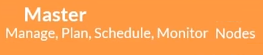 Master
Manage, Plan, Schedule, Monitor Nodes